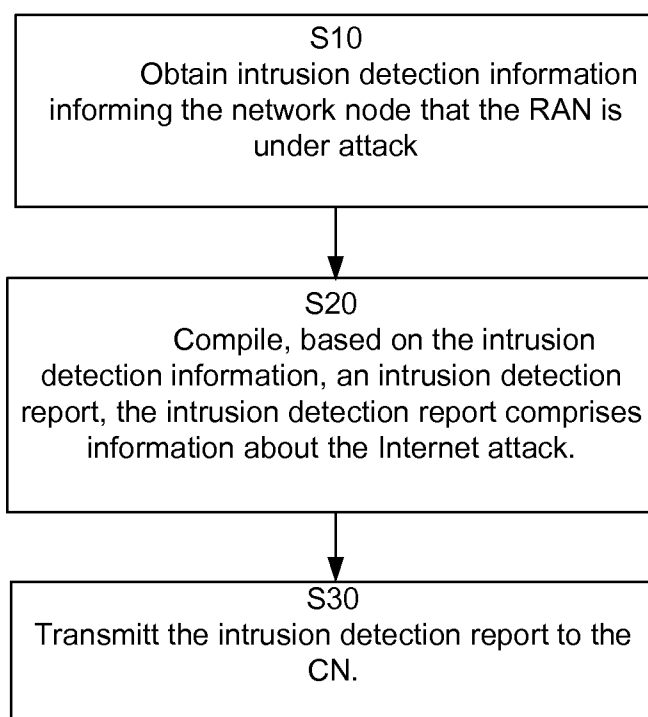 S10
Obtain intrusion detection information
informing the network node that the RAN is
under attack
S20
Compile, based on the intrusion
detection information, an intrusion detection
report, the intrusion detection report comprises
information about the Internet attack.
S30
Transmitt the intrusion detection report to the
CN.